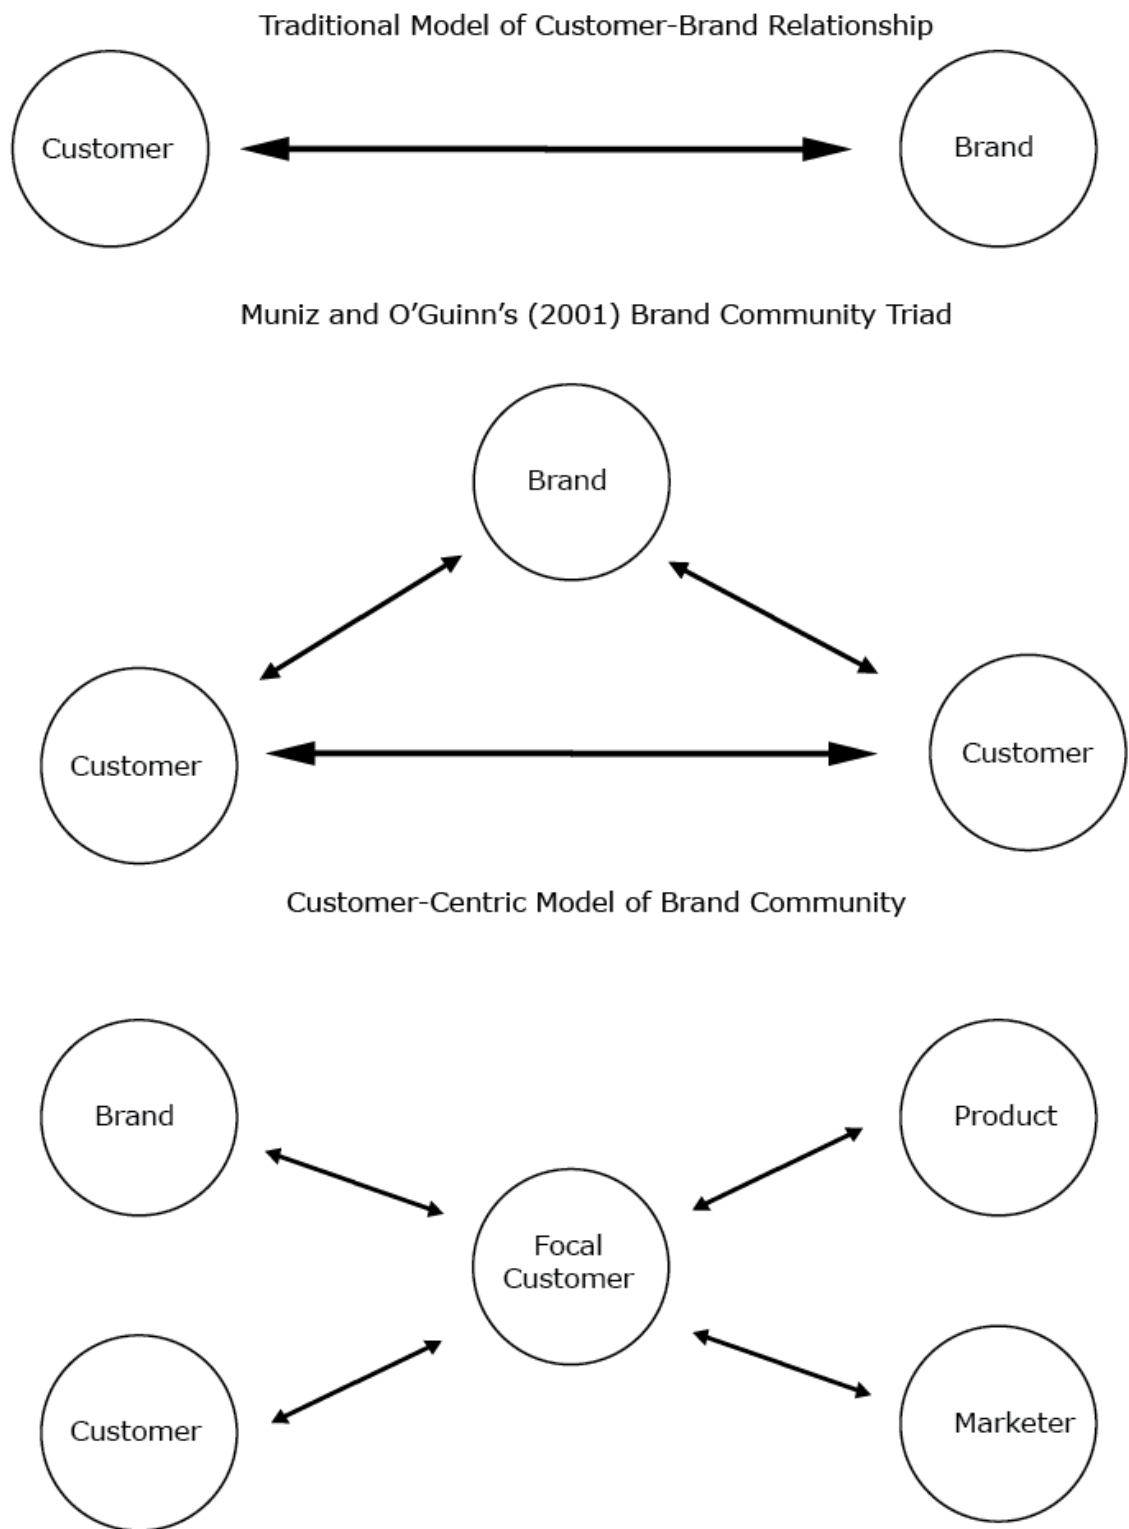 Traditional Model of Customer-Brand Relationship
Customer
Brand
Muniz and O’Guinn’s (2001) Brand Community Triad
Brand
Customer
Customer
Customer-Centric Model of Brand Community
Brand
Product
Focal
Customer
Customer
Marketer